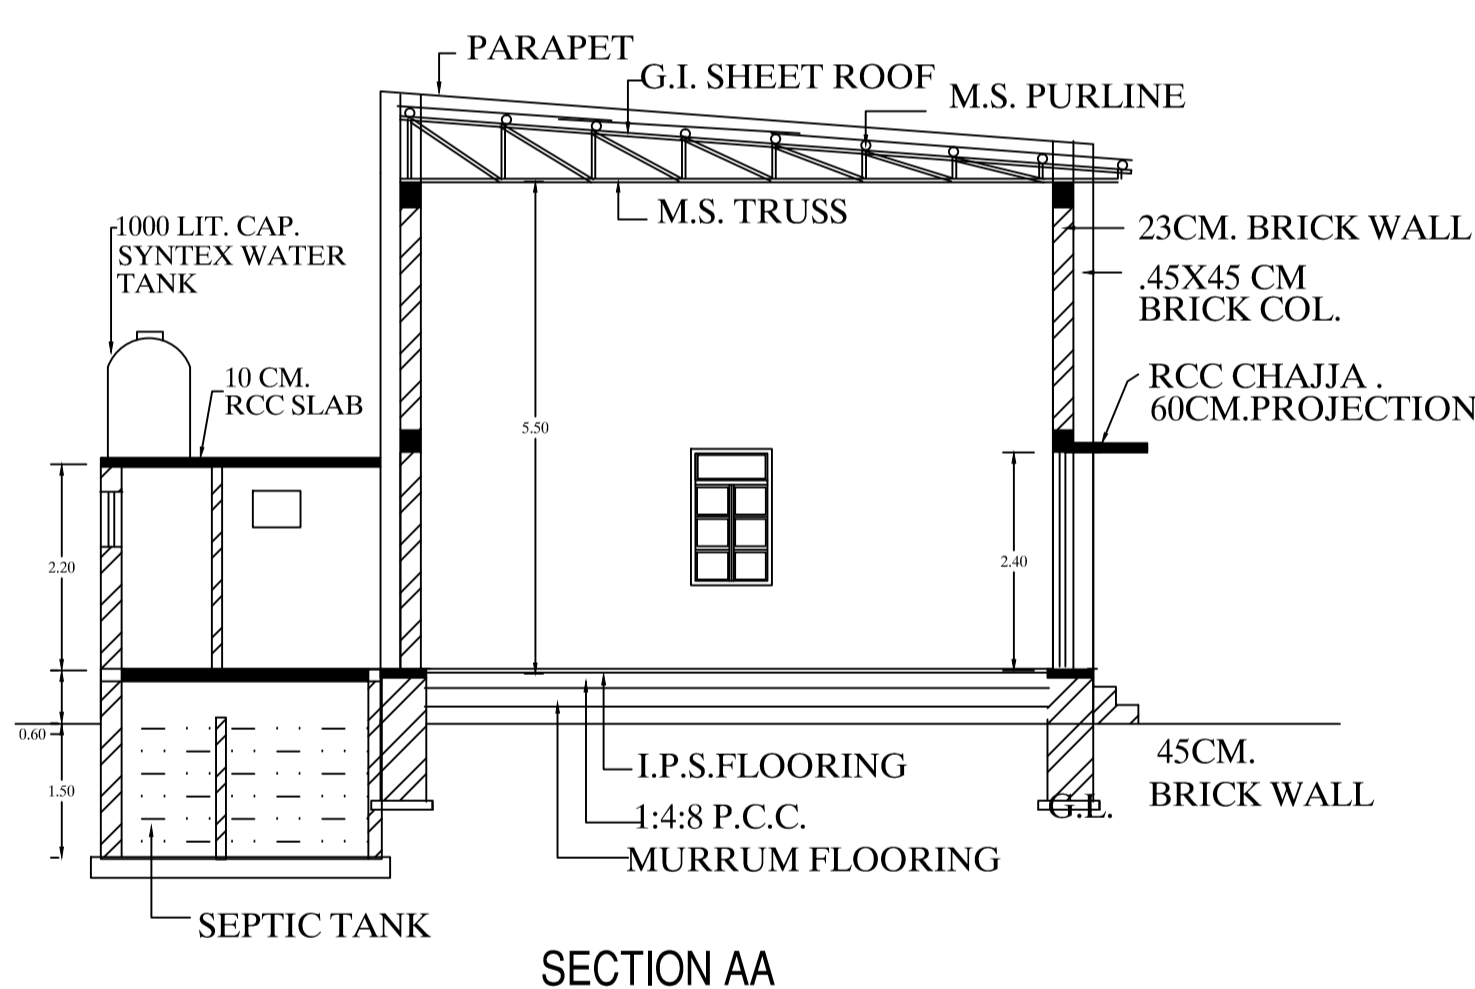 PARAPET
G.I. SHEET ROOF
M.S. PURLINE
M.S. TRUSS
1000 LIT. CAP.
SYNTEX WATER
TANK
23CM. BRICK WALL
.45X45 CM
BRICK COL.
10 CM.
RCC SLAB
RCC CHAJJA .
60CM.PROJECTION
5.50
2.20
2.40
0.60
1.50
I.P.S.FLOORING
1:4:8 P.C.C.
MURRUM FLOORING
45CM.
BRICK WALL
G.L.
SEPTIC TANK
SECTION AA